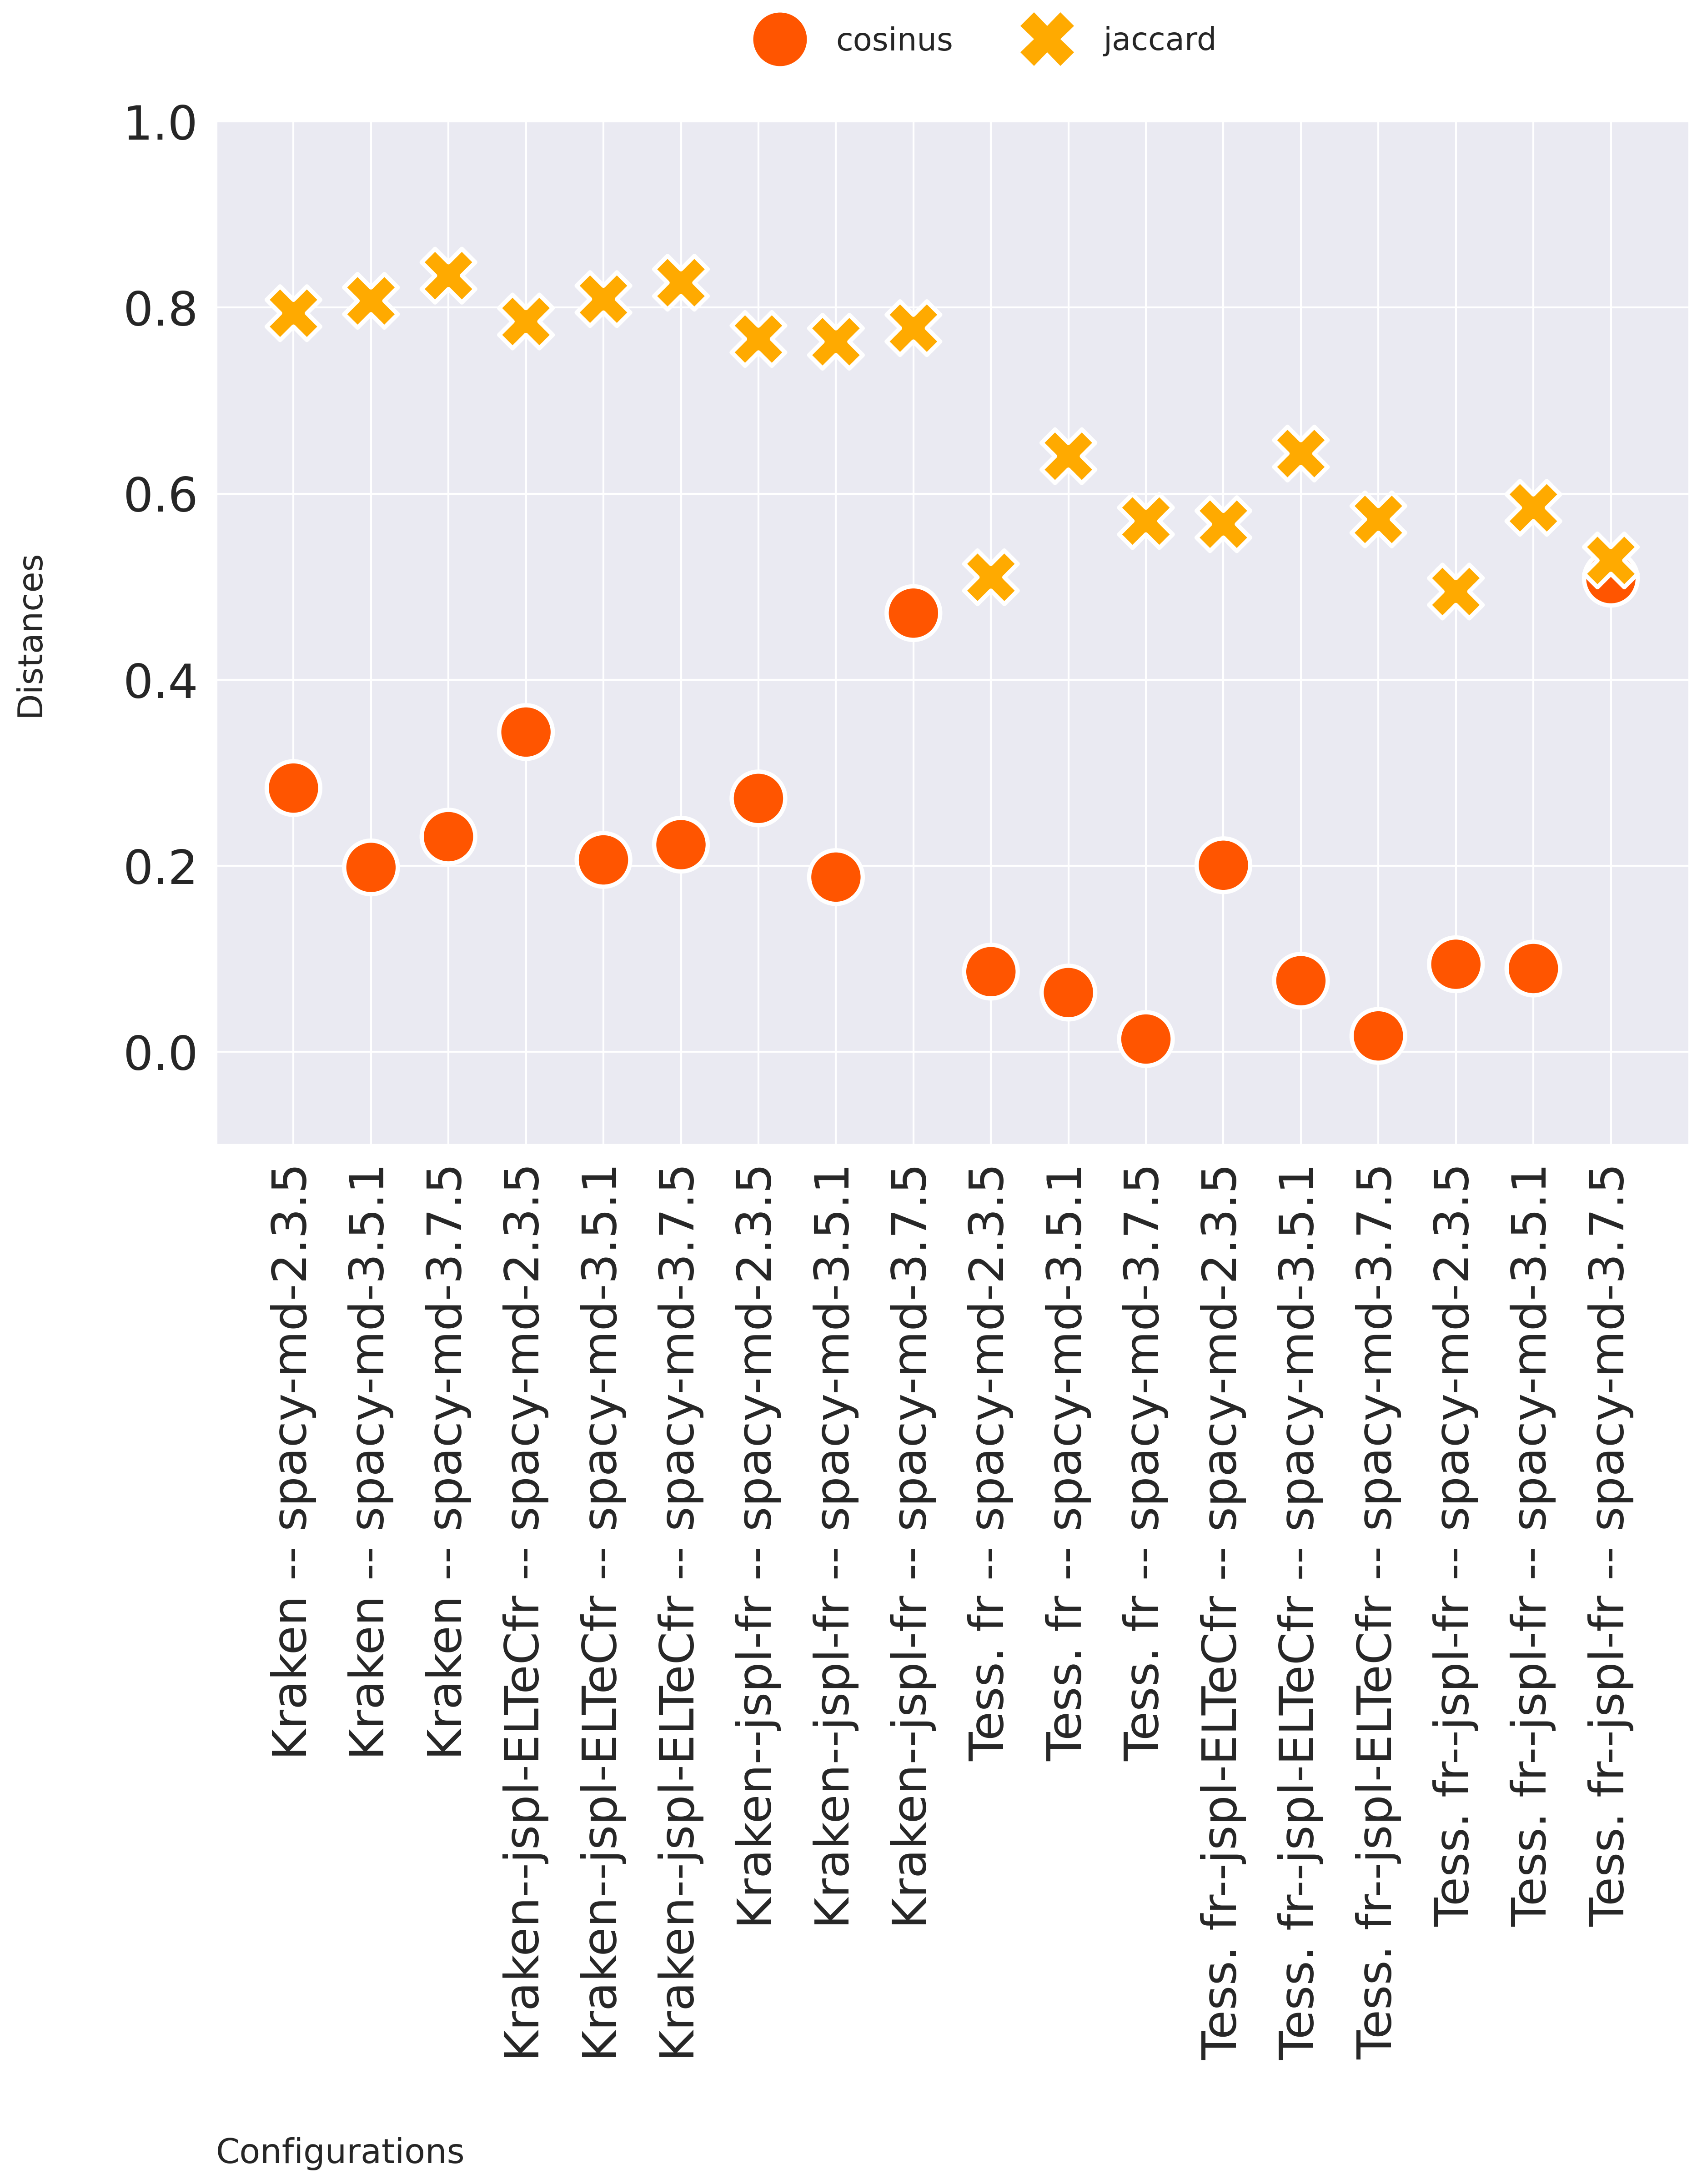 cosinus
jaccard
1.0
0.8
0.6
0.4
0.2
0.0
Distances
Kraken -- spacy-md-2.3.5
Kraken -- spacy-md-3.5.1
Kraken -- spacy-md-3.7.5
Kraken--jspl-ELTeCfr -- spacy-md-2.3.5
Kraken--jspl-ELTeCfr -- spacy-md-3.5.1
Kraken--jspl-ELTeCfr -- spacy-md-3.7.5
Kraken--jspl-fr -- spacy-md-2.3.5
Kraken--jspl-fr -- spacy-md-3.5.1
Kraken--jspl-fr -- spacy-md-3.7.5
Tess. fr -- spacy-md-2.3.5
Tess. fr -- spacy-md-3.5.1
Tess. fr -- spacy-md-3.7.5
Tess. fr--jspl-ELTeCfr -- spacy-md-2.3.5
Tess. fr--jspl-ELTeCfr -- spacy-md-3.5.1
Tess. fr--jspl-ELTeCfr -- spacy-md-3.7.5
Tess. fr--jspl-fr -- spacy-md-2.3.5
Tess. fr--jspl-fr -- spacy-md-3.5.1
Tess. fr--jspl-fr -- spacy-md-3.7.5
Configurations